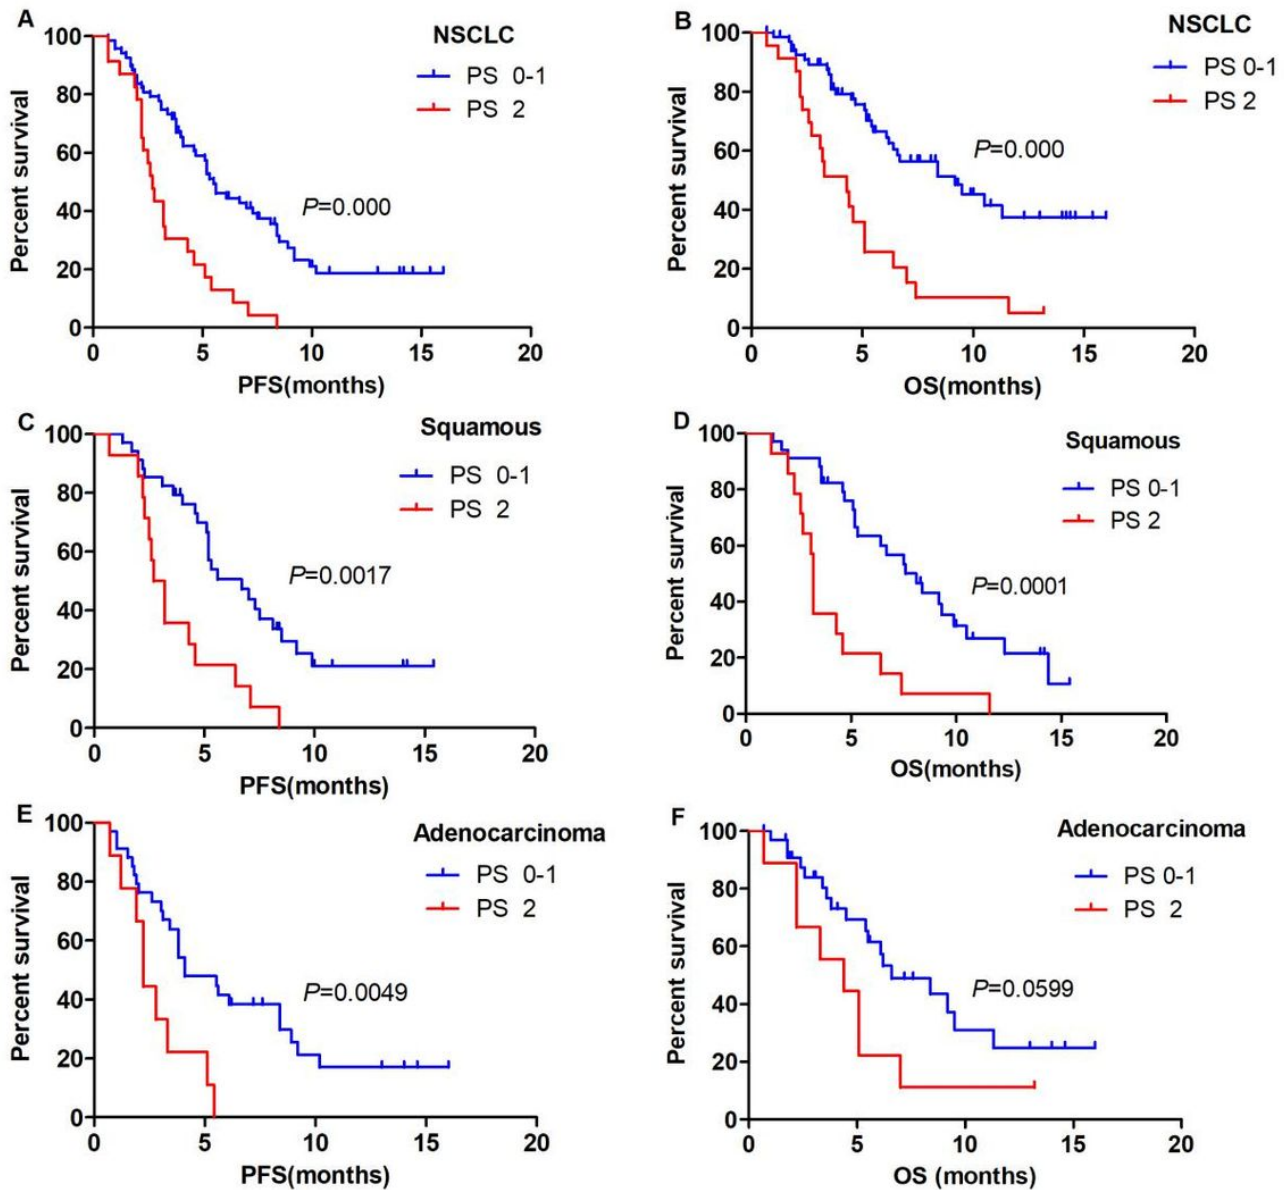 A
NSCLC
PS 0-1
PS 2
Percent survival
100
80
60
40
20
0
P=0.000
0 5 10 15 20
PFS(months)
B
NSCLC
PS 0-1
PS 2
Percent survival
100
80
60
40
20
0
P=0.000
0 5 10 15 20
OS(months)
C
Squamous
PS 0-1
PS 2
Percent survival
100
80
60
40
20
0
P=0.0017
0 5 10 15 20
PFS(months)
D
Squamous
PS 0-1
PS 2
Percent survival
100
80
60
40
20
0
P=0.0001
0 5 10 15 20
OS(months)
E
Adenocarcinoma
PS 0-1
PS 2
Percent survival
100
80
60
40
20
0
P=0.0049
0 5 10 15 20
PFS(months)
F
Adenocarcinoma
PS 0-1
PS 2
Percent survival
100
80
60
40
20
0
P=0.0599
0 5 10 15 20
OS (months)